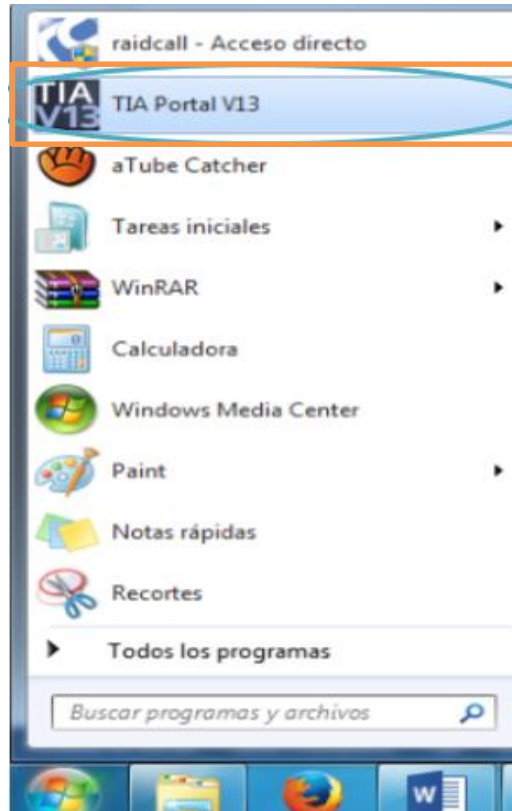 raidcall - Acceso directo
TIA V13
TIA Portal V13
aTube Catcher
Tareas iniciales
WinRAR
Calculadora
Windows Media Center
Paint
Notas rápidas
Recortes
Todos los programas
Buscar programas y archivos
W